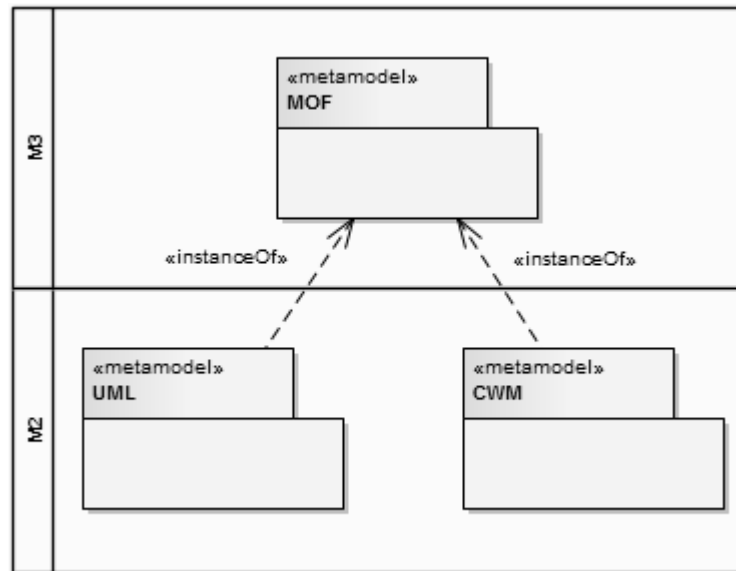 M3
«metamodel»
MOF
«instanceOf»
«instanceOf»
M2
«metamodel»
UML
«metamodel»
CWM